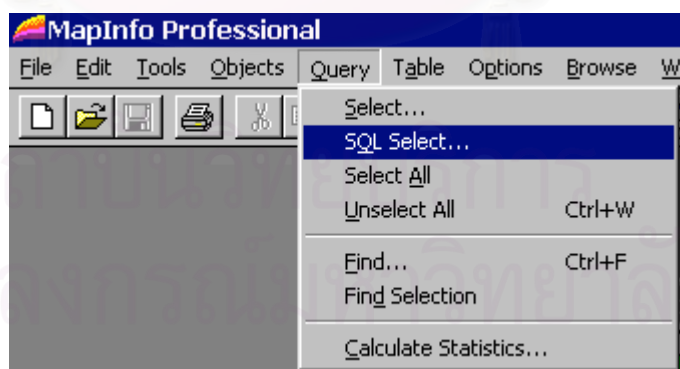 MapInfo Professional
File Edit Tools Objects Query Table Options Browse W
Select...
SQL Select...
Select All
Unselect All Ctrl+W
Find... Ctrl+F
Find Selection
Calculate Statistics...